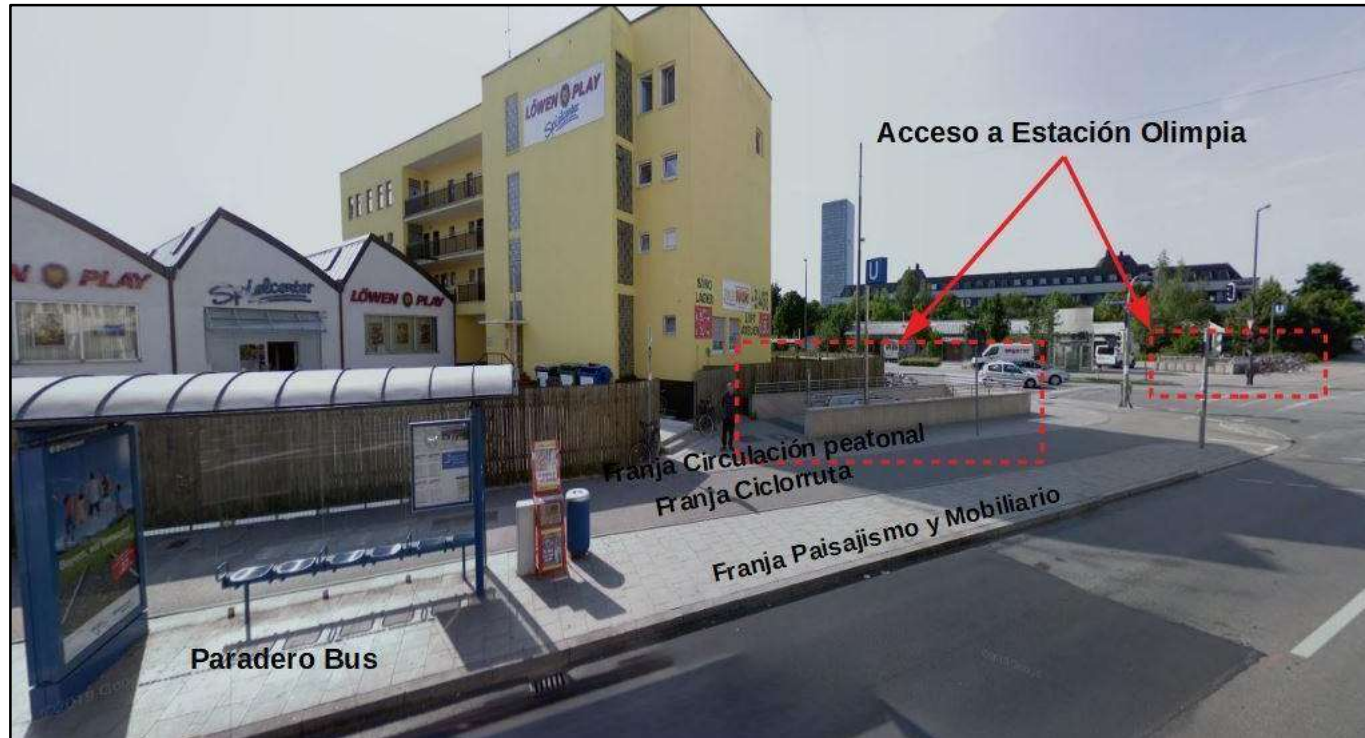 LÖWEN PLAY
Spielcenter
Acceso a Estación Olimpia
U
LÖWEN PLAY
Spielcenter
LÖWEN PLAY
U
Franja Circulación peatonal
Franja Ciclorruta
Franja Paisajismo y Mobiliario
Paradero Bus